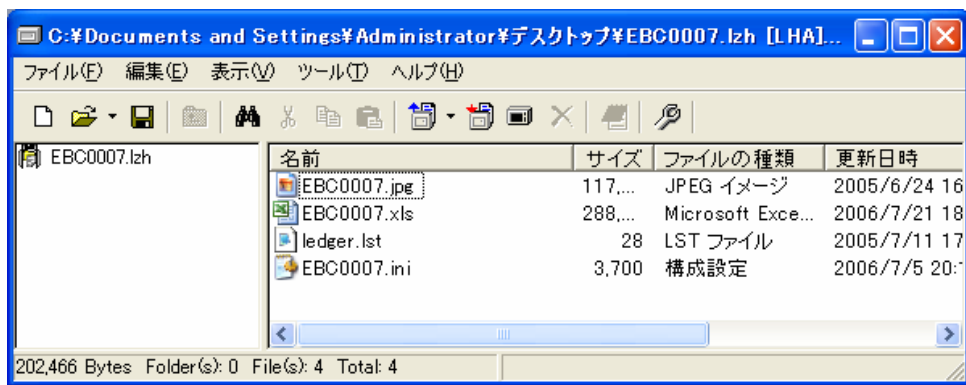 C:¥Documents and Settings¥Administrator¥デスクトップ¥EBC0007.lzh [LHA]...
ファイル(F) 編集(E) 表示(V) ツール(T) ヘルプ(H)
EBC0007.lzh
名前 サイズ ファイルの種類 更新日時
EBC0007.jpg 117,... JPEG イメージ 2005/6/24 16
EBC0007.xls 288,... Microsoft Exce... 2006/7/21 18
ledger.lst 28 LST ファイル 2005/7/11 17
EBC0007.ini 3,700 構成設定 2006/7/5 20:
202,466 Bytes Folder(s): 0 File(s): 4 Total: 4